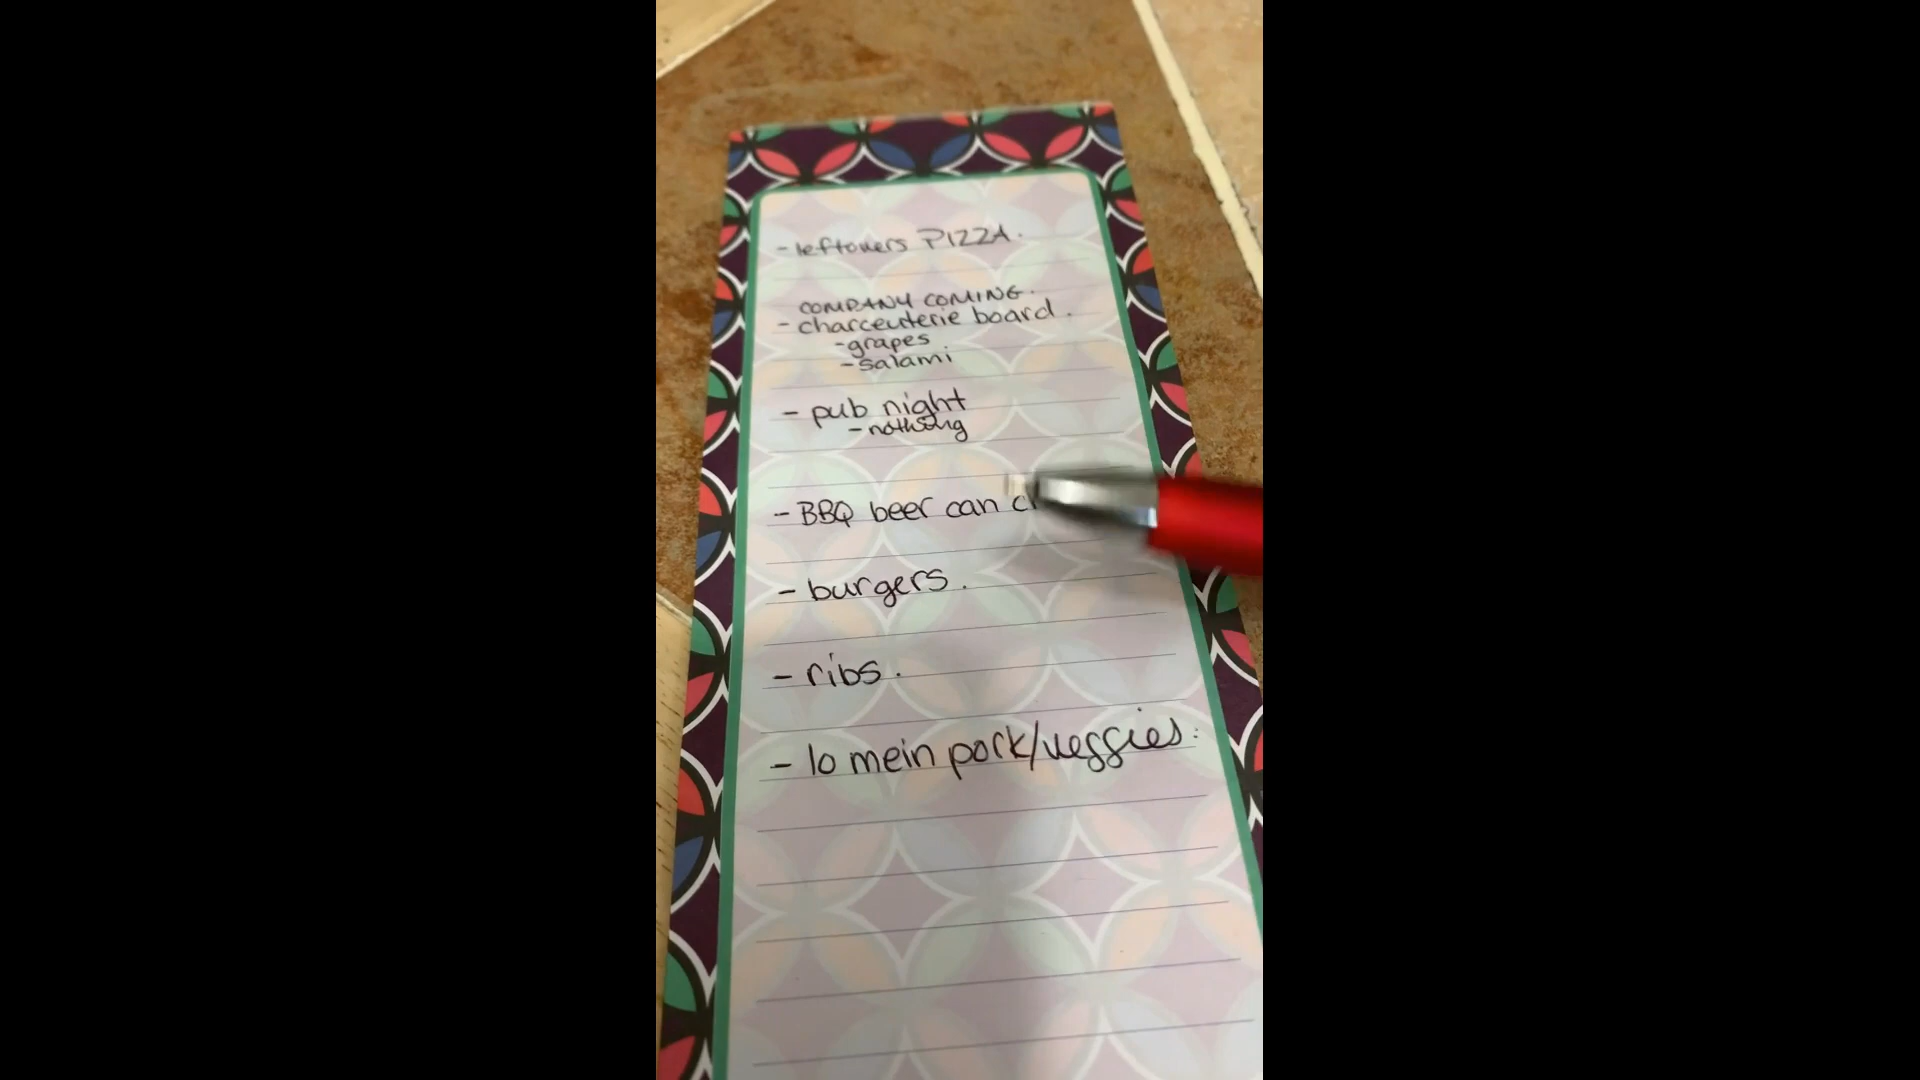 - leftovers PIZZA.
COMPANY COMING.
- charceuterie board.
- grapes
- salami
- pub night
- nothing
- BBQ beer can
- burgers.
- ribs.
- lo mein pork/veggies.